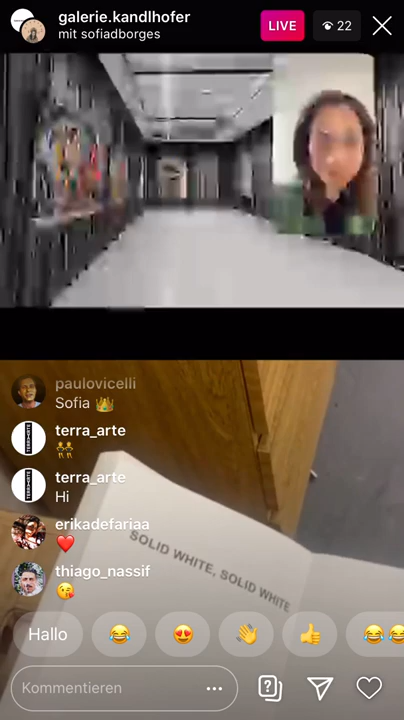 galerie.kandlhofer
mit sofiadborges
LIVE
22
paulovicelli
Sofia 👑
terra_arte
👯
terra_arte
Hi
erikadefariaa
❤️
thiago_nassif
😘
SOLID WHITE, SOLID WHITE
Hallo 😂 😍 👋 👍 😂😂
Kommentieren